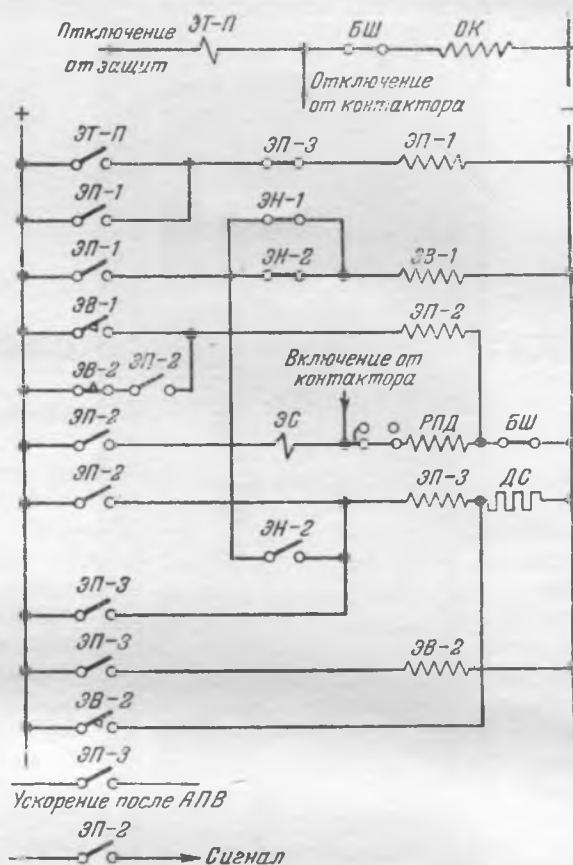 Отключение
от защит
ЭТ-П
БШ
ОК
Отключение
от контактора
+
−
ЭТ-П
ЭП-3
ЭП-1
ЭП-1
ЭН-1
ЭП-1
ЭН-2
ЭВ-1
ЭВ-1
ЭП-2
ЭВ-2
ЭП-2
Включение от
контактора
ЭП-2
ЭС
РПД
БШ
ЭП-2
ЭП-3
ДС
ЭН-2
ЭП-3
ЭП-3
ЭВ-2
ЭВ-2
ЭП-3
Ускорение после АПВ
ЭП-2
Сигнал